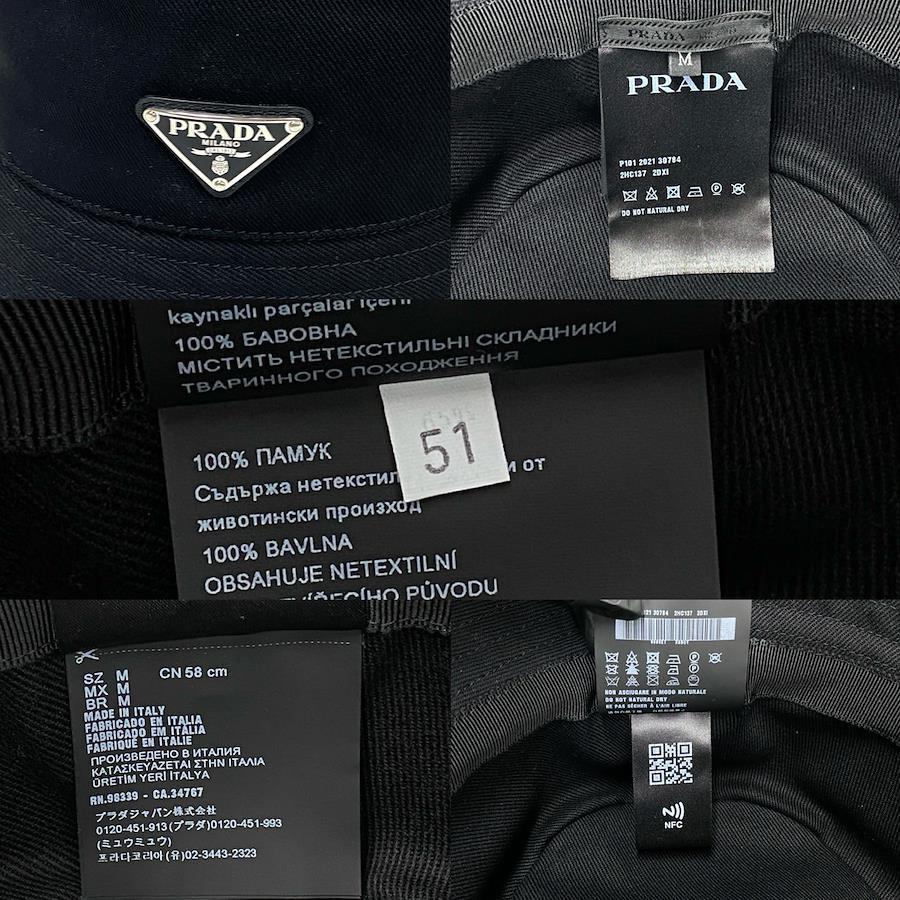 PRADA
MILANO
PRADA
M
PRADA
P101 2021 30784
2HC137 2DXI
DO NOT NATURAL DRY
kaynaklı parçalar içerir
100% БАВОВНА
МІСТИТЬ НЕТЕКСТИЛЬНІ СКЛАДНИКИ
ТВАРИННОГО ПОХОДЖЕННЯ
51
100% ПАМУК
Съдържа нетекстил и от
животински произход
100% BAVLNA
OBSAHUJE NETEXTILNÍ
PŮVODU
SZ M
MX M
BR M
CN 58 cm
MADE IN ITALY
FABRICADO EN ITALIA
FABRICADO EM ITÁLIA
FABRIQUÉ EN ITALIE
ПРОИЗВЕДЕНО В ИТАЛИЯ
ΚΑΤΑΣΚΕΥΑΖΕΤΑΙ ΣΤΗΝ ΙΤΑΛΙΑ
ÜRETİM YERİ İTALYA
RN.98339 - CA.34767
プラダジャパン株式会社
0120-451-913(プラダ)0120-451-993
(ミュウミュウ)
프라다코리아(유)02-3443-2323
21 30784 2HC137 2DXI
NON ASCIUGARE IN MODO NATURALE
DO NOT NATURAL DRY
NE PAS SÉCHER À L'AIR LIBRE
NFC